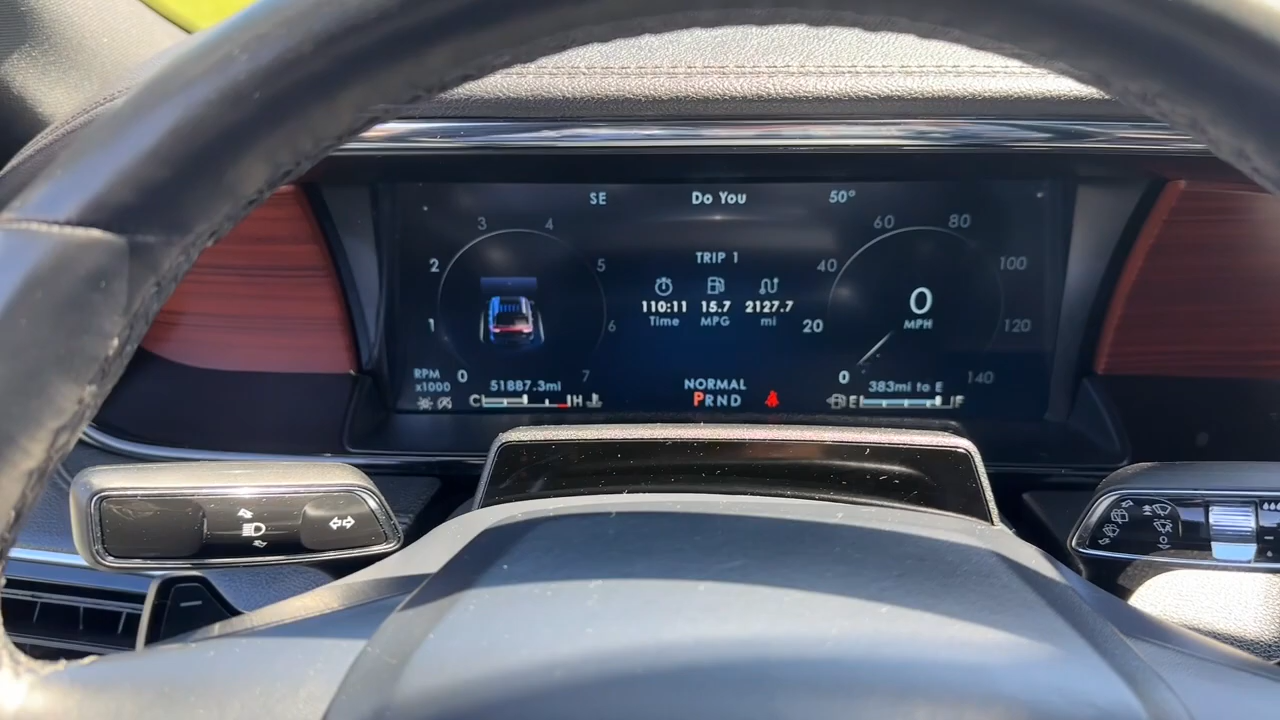 SE Do You 50°
3 4 60 80
TRIP 1
2 5 40 100
110:11 15.7 2127.7
Time MPG mi
0
MPH
1 6 20 120
RPM
x1000 0 7 0 140
51887.3mi NORMAL 383mi to E
C H PRND E F